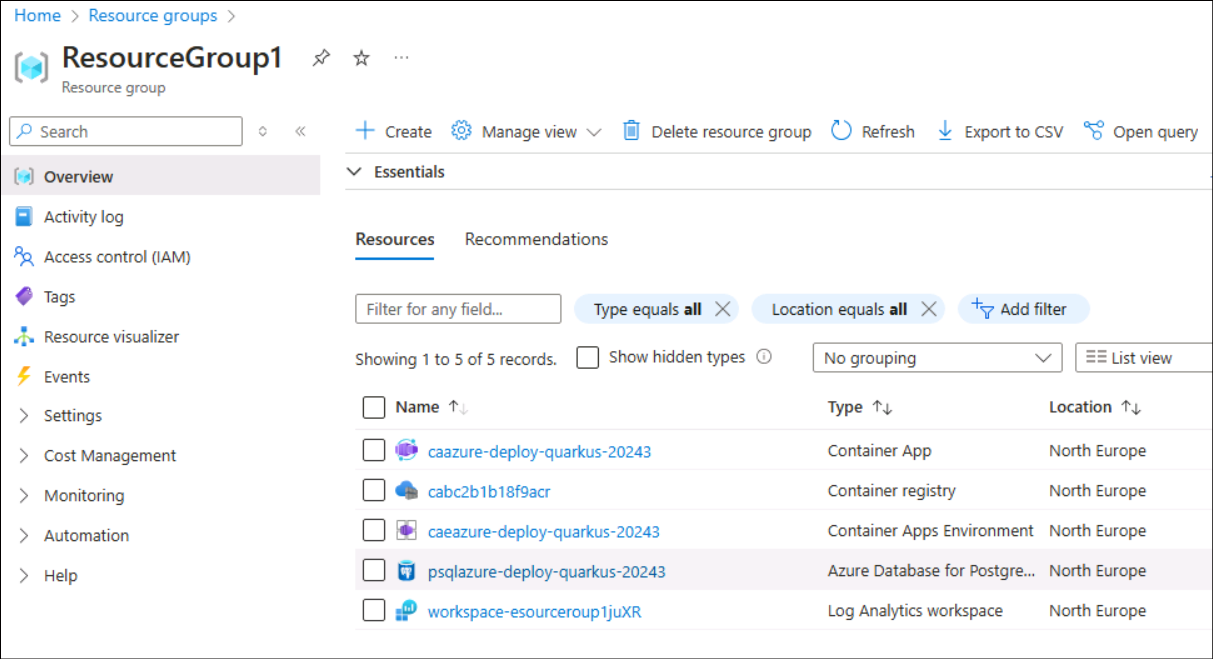 Home > Resource groups >
ResourceGroup1 ...
Resource group
Search
Create Manage view Delete resource group Refresh Export to CSV Open query
Overview
Activity log
Access control (IAM)
Tags
Resource visualizer
Events
Settings
Cost Management
Monitoring
Automation
Help
Essentials
Resources Recommendations
Filter for any field... Type equals all Location equals all Add filter
Showing 1 to 5 of 5 records. Show hidden types No grouping List view
Name Type Location
caazure-deploy-quarkus-20243 Container App North Europe
cabc2b1b18f9acr Container registry North Europe
caeazure-deploy-quarkus-20243 Container Apps Environment North Europe
psqlazure-deploy-quarkus-20243 Azure Database for Postgre... North Europe
workspace-esourceroup1juXR Log Analytics workspace North Europe